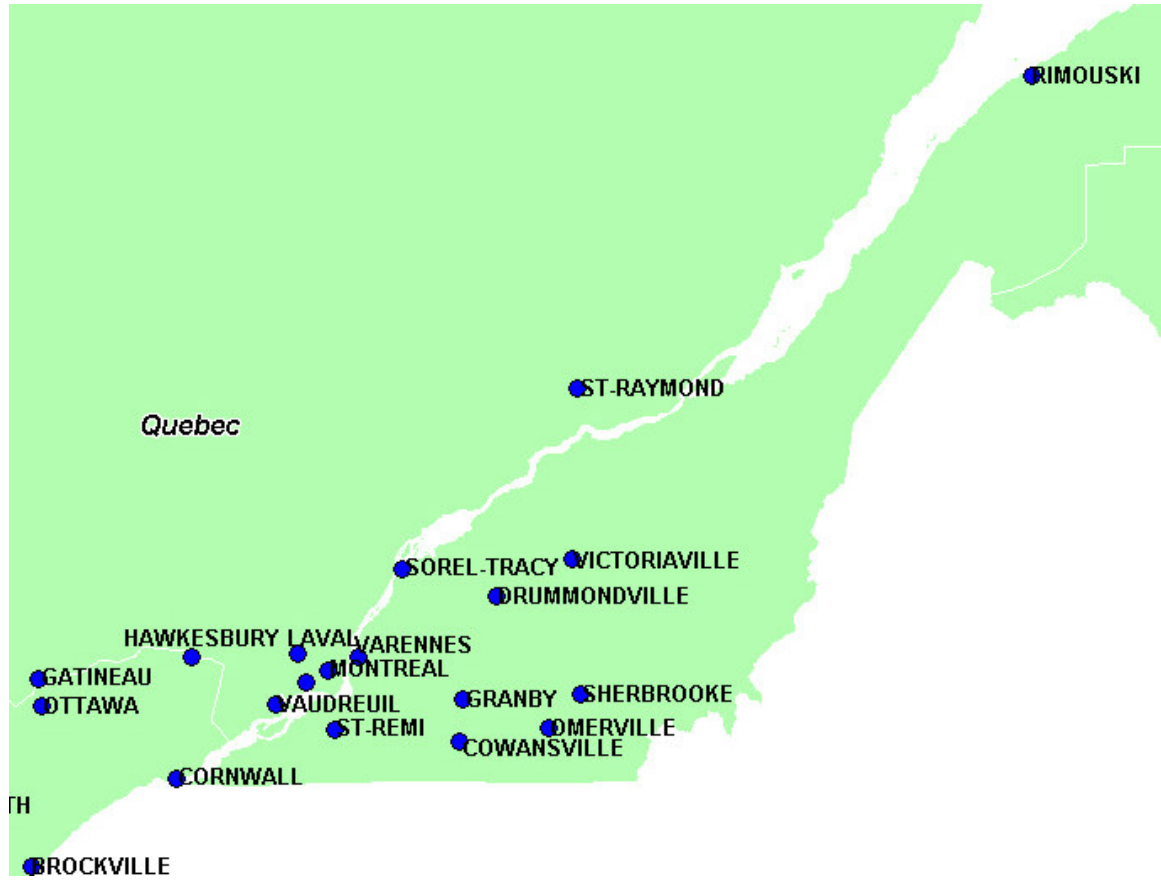 RIMOUSKI
ST-RAYMOND
Quebec
VICTORIAVILLE
SOREL-TRACY
DRUMMONDVILLE
HAWKESBURY LAVAL
VARENNES
MONTREAL
GATINEAU
SHERBROOKE
GRANBY
VAUDREUIL
OTTAWA
ST-REMI
OMERVILLE
COWANSVILLE
CORNWALL
TH
BROCKVILLE